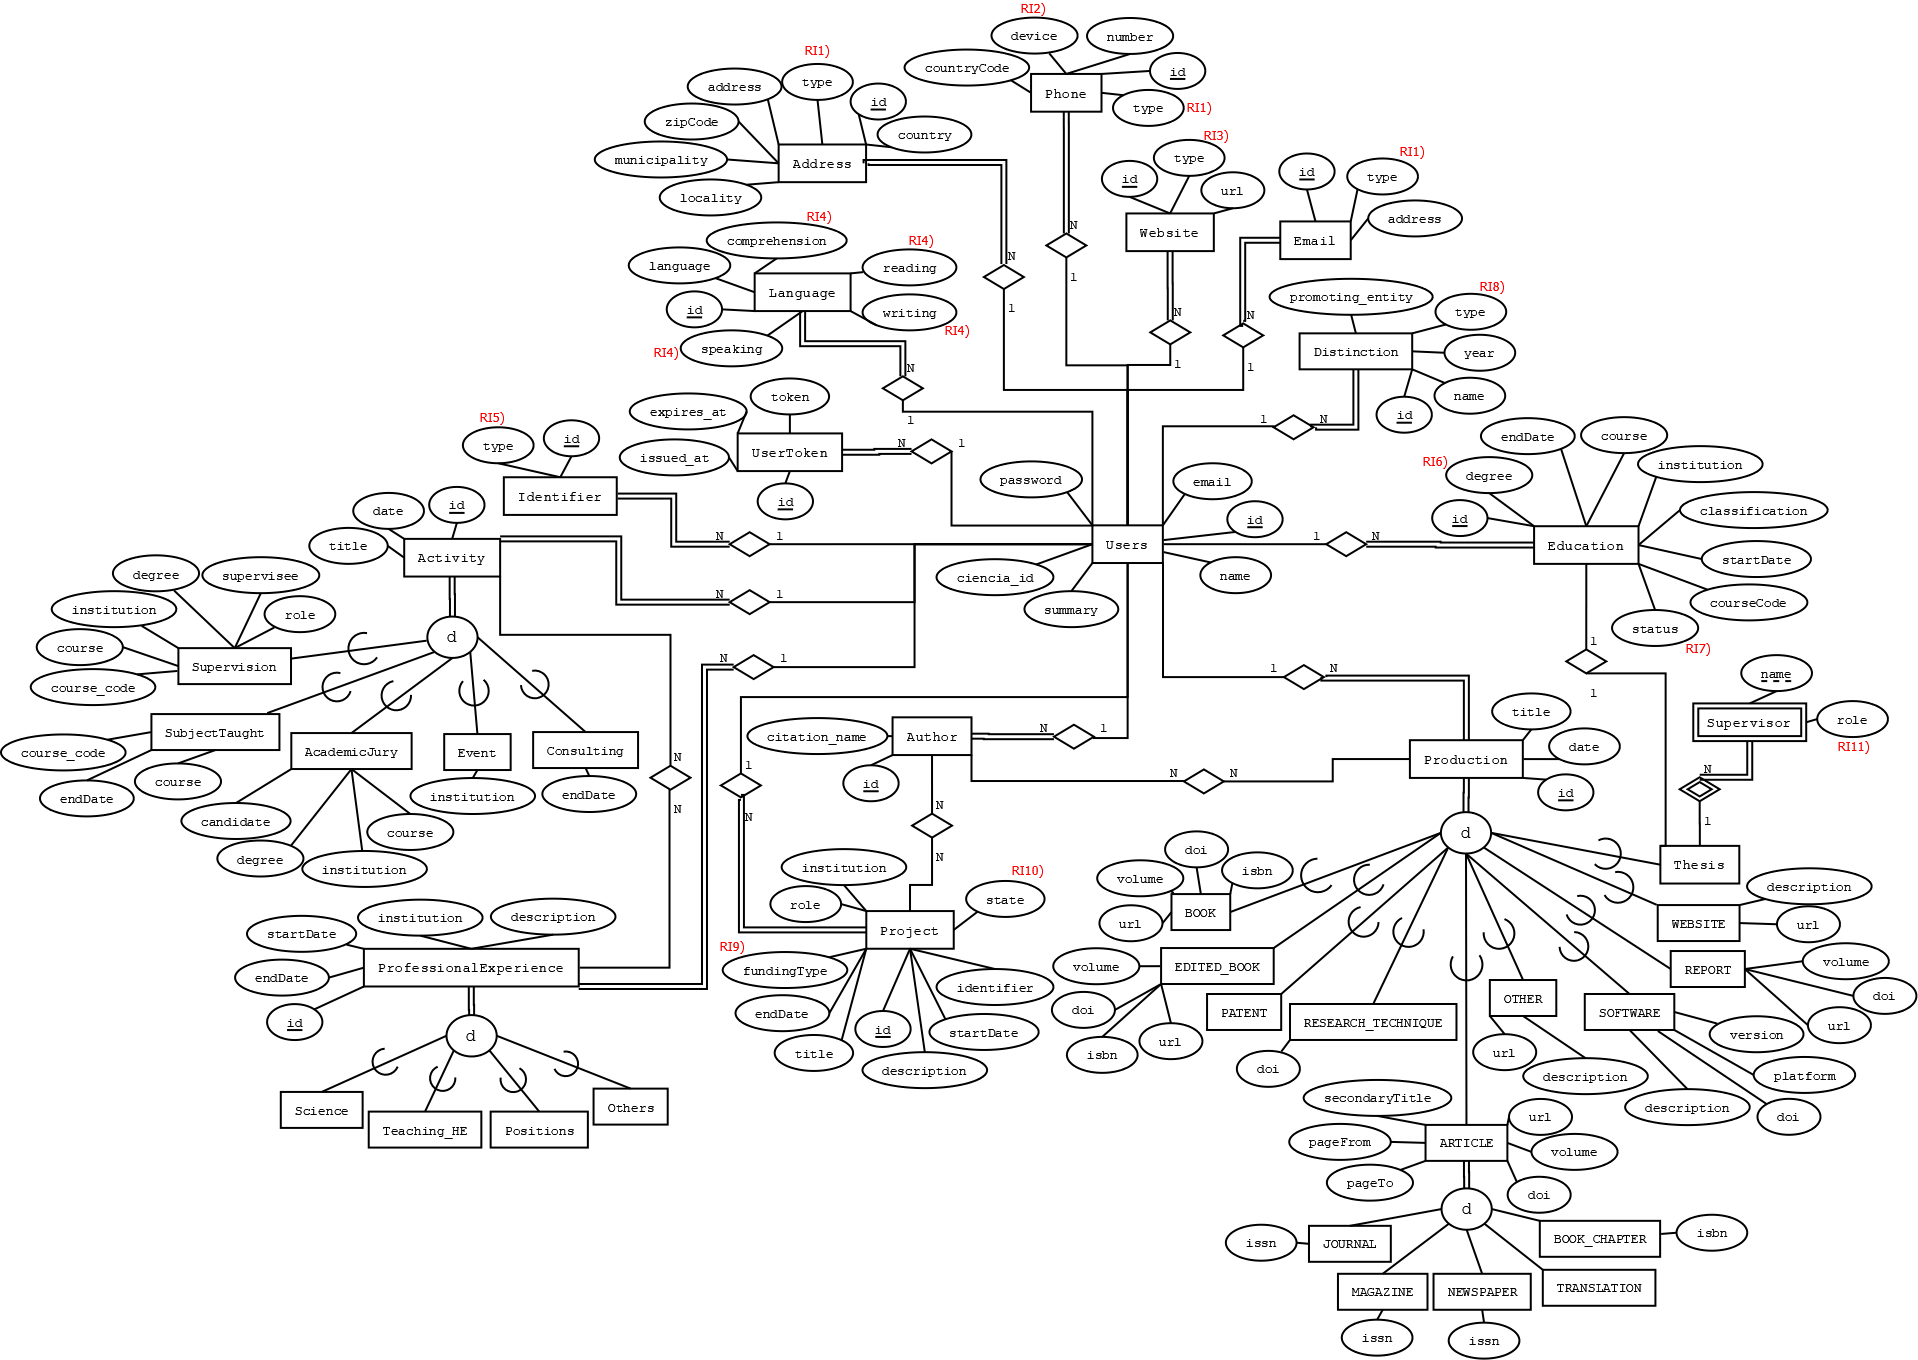 RI2)
device
number
countryCode
id
Phone
type
RI1)
RI1)
type
address
id
zipCode
country
municipality
Address
locality
RI3)
type
id
url
Website
RI1)
id
type
address
Email
N
1
N
1
N
1
N
1
RI4)
comprehension
RI4)
language
reading
Language
id
writing
RI4)
speaking
RI4)
N
1
promoting_entity
RI8)
type
Distinction
year
name
id
1
N
token
expires_at
UserToken
issued_at
id
N
1
RI5)
type
id
Identifier
N
1
password
email
id
Users
name
ciencia_id
summary
endDate
course
RI6)
degree
institution
id
classification
Education
startDate
courseCode
status
RI7)
1
N
1
1
date
id
title
Activity
N
1
N
1
d
degree
supervisee
institution
role
course
Supervision
course_code
SubjectTaught
course_code
course
endDate
AcademicJury
candidate
course
degree
institution
Event
institution
Consulting
endDate
N
N
citation_name
Author
id
N
1
N
N
1
N
N
N
1
N
title
date
Production
id
name
Supervisor
role
RI11)
N
1
Thesis
d
doi
volume
isbn
BOOK
url
description
WEBSITE
url
volume
REPORT
doi
url
volume
EDITED_BOOK
doi
isbn
url
PATENT
RESEARCH_TECHNIQUE
doi
OTHER
url
description
SOFTWARE
version
platform
description
doi
institution
RI10)
role
state
Project
RI9)
fundingType
identifier
endDate
id
startDate
title
description
institution
description
startDate
ProfessionalExperience
endDate
id
d
Science
Teaching_HE
Positions
Others
secondaryTitle
url
pageFrom
ARTICLE
volume
pageTo
doi
d
issn
JOURNAL
BOOK_CHAPTER
isbn
MAGAZINE
NEWSPAPER
TRANSLATION
issn
issn